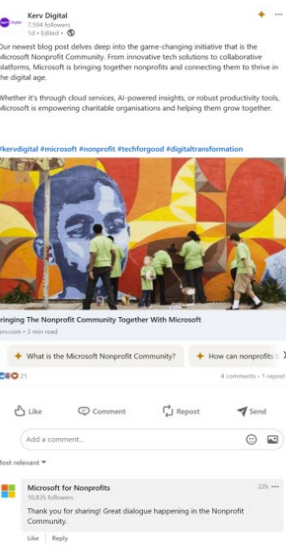 Kerv Digital
7,594 followers
1d • Edited •
Our newest blog post delves deep into the game-changing initiative that is the
Microsoft Nonprofit Community. From innovative tech solutions to collaborative
platforms, Microsoft is bringing together nonprofits and connecting them to thrive in
the digital age.
Whether it's through cloud services, AI-powered insights, or robust productivity tools,
Microsoft is empowering charitable organisations and helping them grow together.
#kervdigital #microsoft #nonprofit #techforgood #digitaltransformation
ringing The Nonprofit Community Together With Microsoft
erv.com • 3 min read
What is the Microsoft Nonprofit Community?
How can nonprofits
21
4 comments • 1 repost
Like
Comment
Repost
Send
Add a comment...
Most relevant
Microsoft for Nonprofits
22h
10,835 followers
Thank you for sharing! Great dialogue happening in the Nonprofit
Community.
Like | Reply